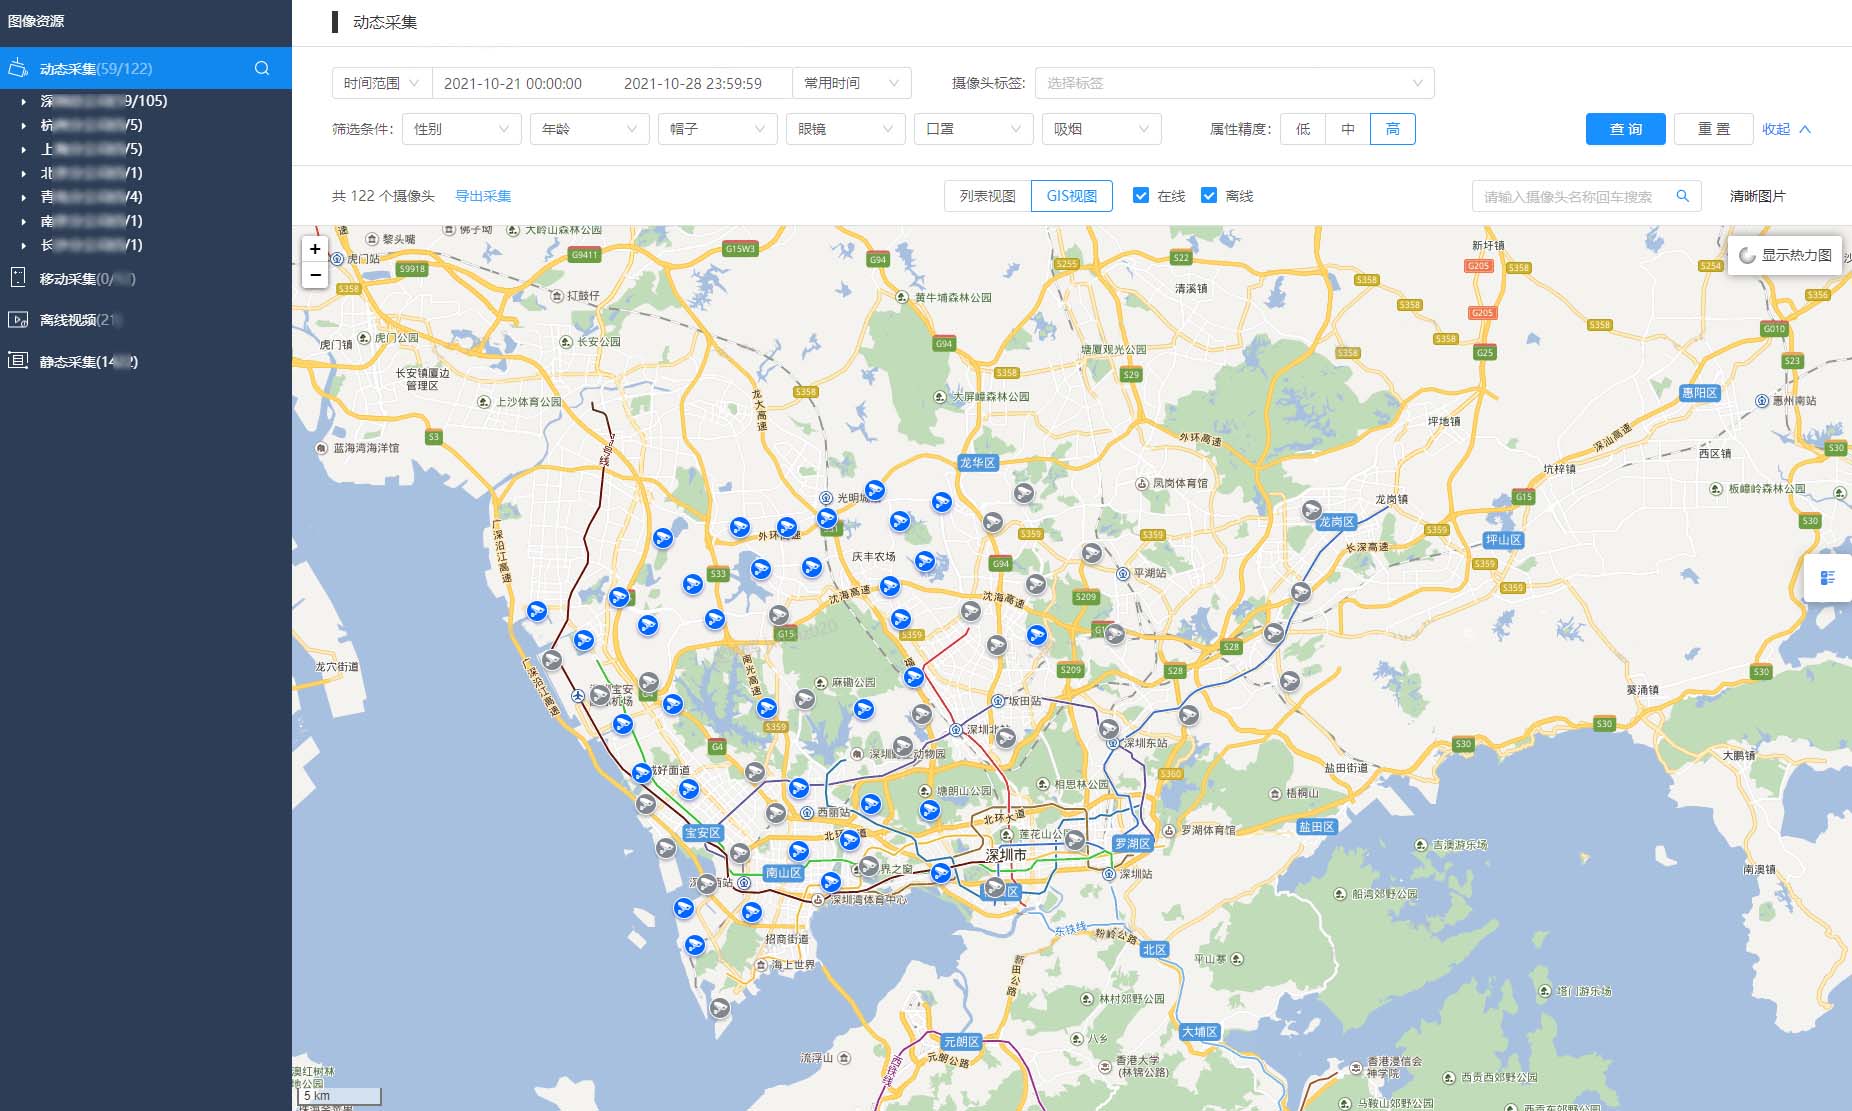 图像资源
动态采集
动态采集(59/122)
时间范围 2021-10-21 00:00:00 2021-10-28 23:59:59 常用时间 摄像头标签: 选择标签
筛选条件: 性别 年龄 帽子 眼镜 口罩 吸烟 属性精度: 低 中 高 查 询 重 置 收起
共 122 个摄像头 导出采集 列表视图 GIS视图 在线 离线 请输入摄像头名称回车搜索 清晰图片
深 9/105)
杭 /5)
上 /5)
北 /1)
青 /4)
南 /1)
长 /1)
移动采集(0/
离线视频(21
静态采集(14 2)
+
−
显示热力图
黎头嘴
佛子坳
大岭山森林公园
G9411
G15W3
G94
S255
S22
新圩镇
G205
S358
S254
虎门站
S9918
S358
打鼓仔
黄牛埔森林公园
清溪镇
S358
S358
G205
S358
S356
G010
虎门镇
虎门公园
长安公园
G94
塘厦观光公园
S358
S358
G25
S23
长安镇厦边
管理区
上沙体育公园
龙大高速
S358
S358
S29
大屏嶂森林公园
惠阳区
惠州南站
坪地镇
S3
蓝海湾海洋馆
外环高速
深汕高速
西区镇
S30
龙华区
坑梓镇
光明城
凤岗体育馆
龙岗镇
G15
板嶂岭森林公园
广深沿江高速
龙岗区
S359
S30
庆丰农场
S359
S359
长深高速
坪山区
S33
G94
平湖站
S359
S359
沈海高速
沈海高速
S209
G15
S359
2020
S28
龙穴街道
广深沿江高速
南光高速
麻磡公园
S209
S28
S30
宝安
机场
葵涌镇
坂田站
S359
G4
深圳北站
深圳东站
S30
S30
大鹏镇
动物园
盐田街道
塘朗山公园
相思林公园
S360
梧桐山
西丽站
宝安区
北环大道
莲花山公园
罗湖区
罗湖体育馆
盐田区
吉澳游乐场
南山区
界之窗
深圳市
深圳站
南澳镇
深圳湾体育中心
区
船湾郊野公园
招商街道
东铁线
粉岭公路
北区
海上世界
新田公路
平山寨
林村郊野公园
塔门游乐场
流浮山
元朗区
元朗公路
八乡
大埔区
西铁线
香港大学
(林锦公路)
香港浸信会
神学院
西贡西郊野公园
澳红树林
地公园
5 km
马鞍山郊野公园
西贡东郊野公园